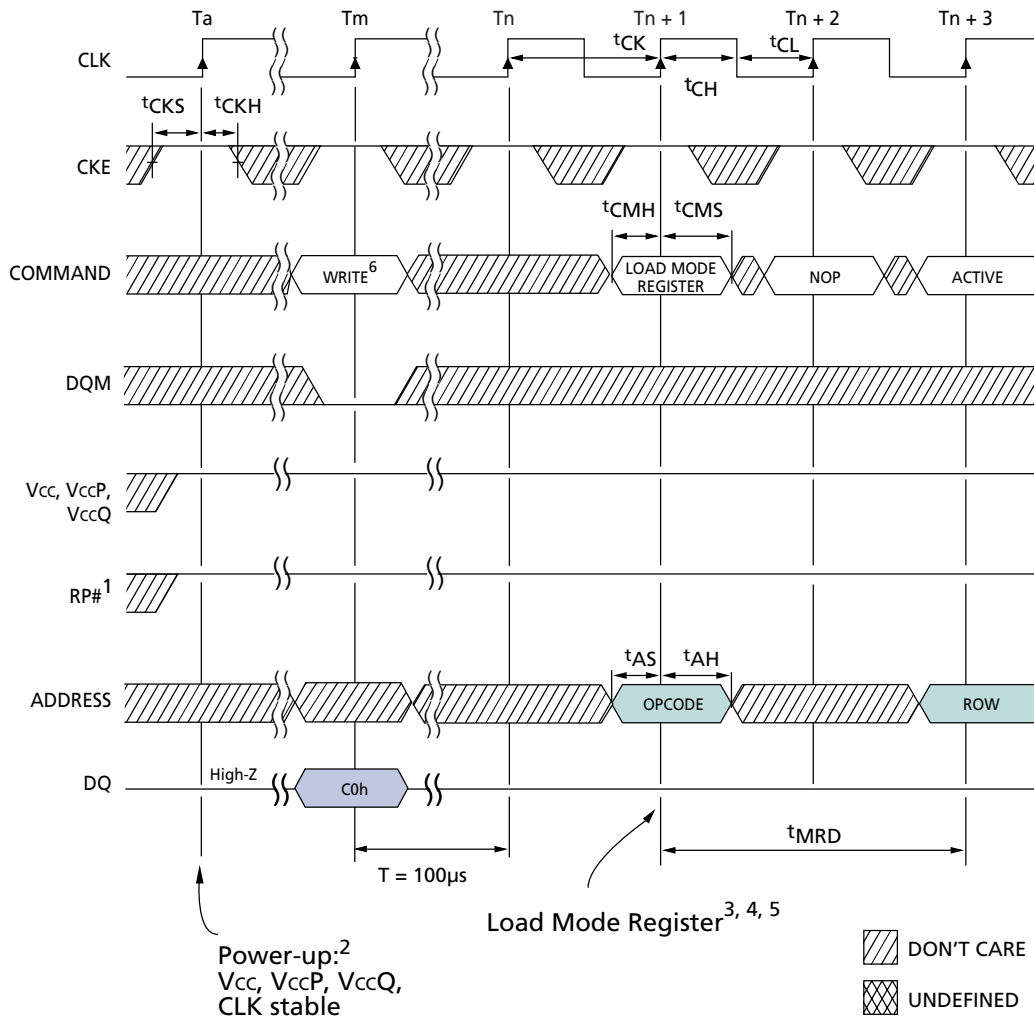 Ta Tm Tn Tn + 1 Tn + 2 Tn + 3
CLK
tCK tCL
tCH
tCKS tCKH
CKE
tCMH tCMS
COMMAND
WRITE6
LOAD MODE
REGISTER
NOP
ACTIVE
DQM
Vcc, VccP,
VccQ
RP#1
tAS tAH
ADDRESS
OPCODE
ROW
DQ
High-Z
C0h
tMRD
T = 100µs
Load Mode Register3, 4, 5
Power-up:2
Vcc, VccP, VccQ,
CLK stable
DON'T CARE
UNDEFINED